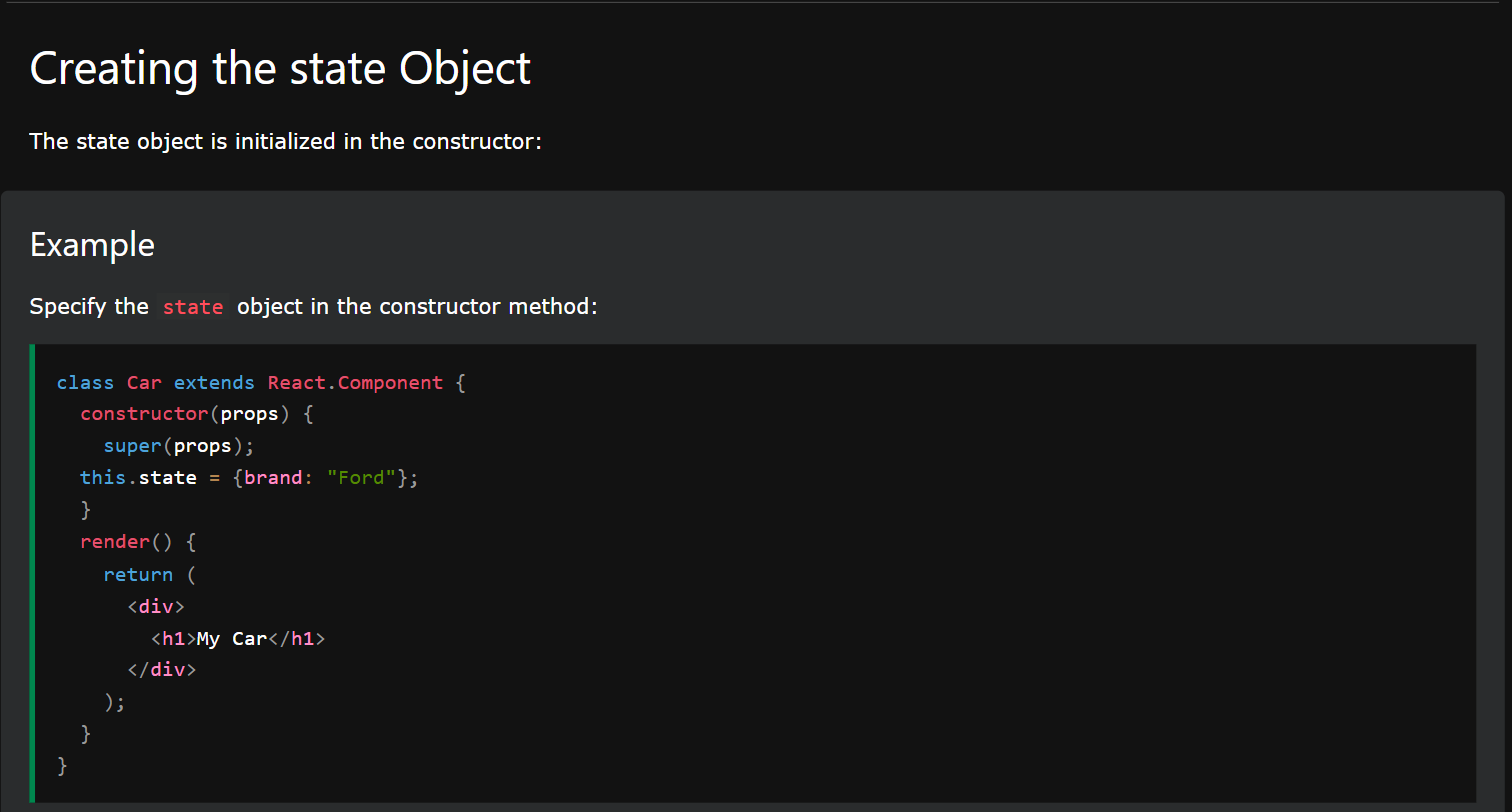 Creating the state Object
The state object is initialized in the constructor:
Example
Specify the state object in the constructor method:
class Car extends React.Component {
  constructor(props) {
    super(props);
  this.state = {brand: "Ford"};
  }
  render() {
    return (
      <div>
        <h1>My Car</h1>
      </div>
    );
  }
}